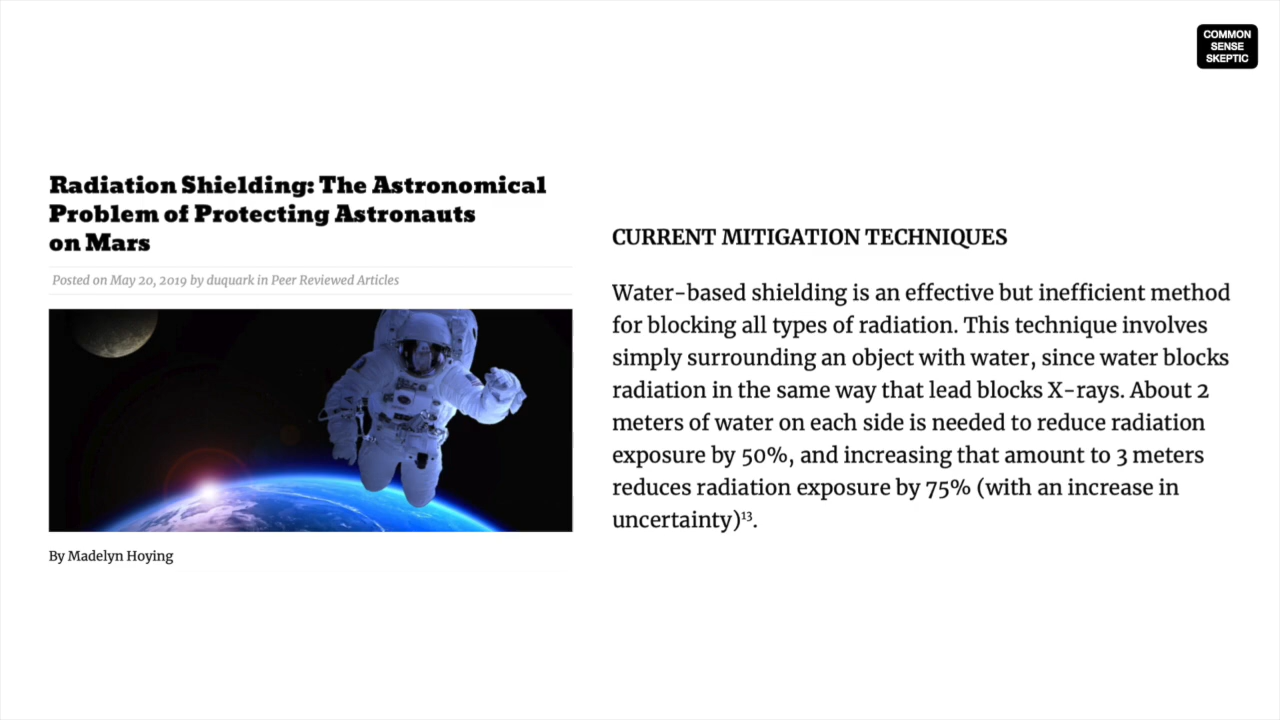 COMMON
SENSE
SKEPTIC
Radiation Shielding: The Astronomical
Problem of Protecting Astronauts
on Mars
Posted on May 20, 2019 by duquark in Peer Reviewed Articles
By Madelyn Hoying
CURRENT MITIGATION TECHNIQUES
Water-based shielding is an effective but inefficient method
for blocking all types of radiation. This technique involves
simply surrounding an object with water, since water blocks
radiation in the same way that lead blocks X-rays. About 2
meters of water on each side is needed to reduce radiation
exposure by 50%, and increasing that amount to 3 meters
reduces radiation exposure by 75% (with an increase in
uncertainty)¹³.